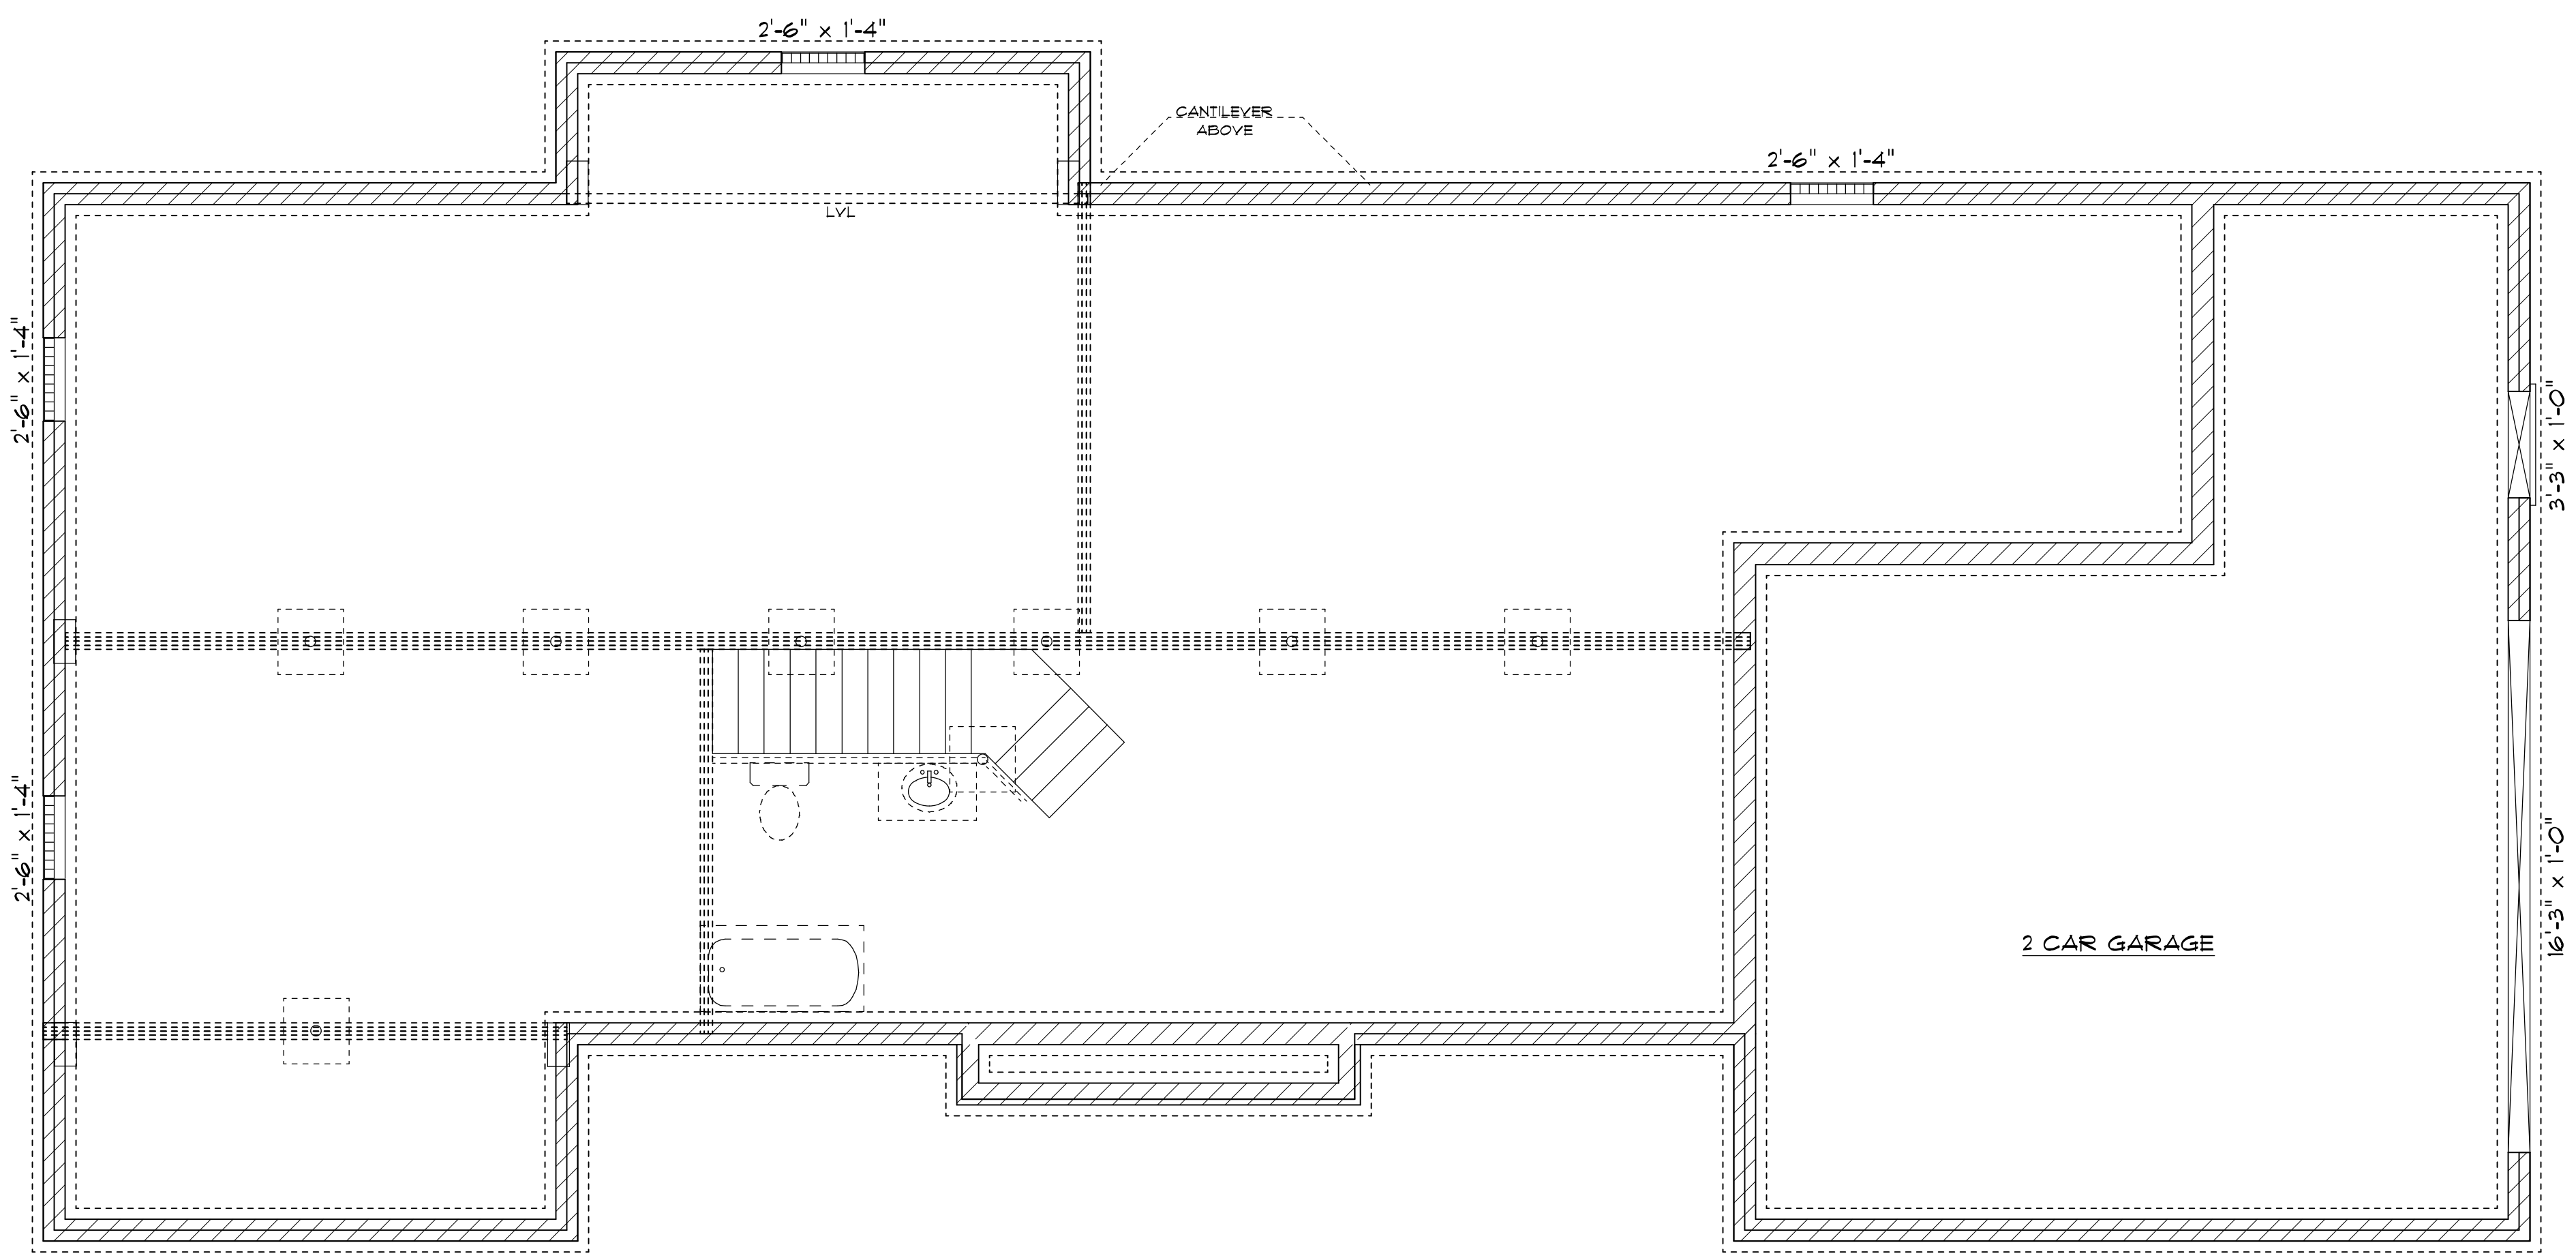 2'-6" x 1'-4"
CANTILEVER
ABOVE
2'-6" x 1'-4"
LVL
2'-6" x 1'-4"
3'-3" x 1'-0"
2'-6" x 1'-4"
16'-3" x 1'-0"
2 CAR GARAGE